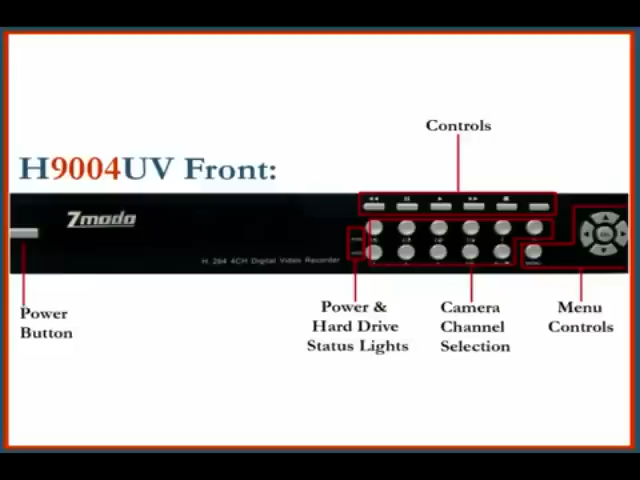 Controls
H9004UV Front:
Zmodo
H.264 4CH Digital Video Recorder
Power
Button
Power &
Hard Drive
Status Lights
Camera
Channel
Selection
Menu
Controls